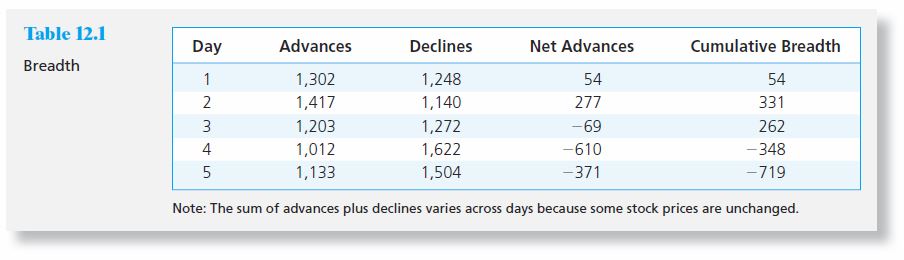 Table 12.1
Breadth
Day Advances Declines Net Advances Cumulative Breadth
1 1,302 1,248 54 54
2 1,417 1,140 277 331
3 1,203 1,272 −69 262
4 1,012 1,622 −610 −348
5 1,133 1,504 −371 −719
Note: The sum of advances plus declines varies across days because some stock prices are unchanged.